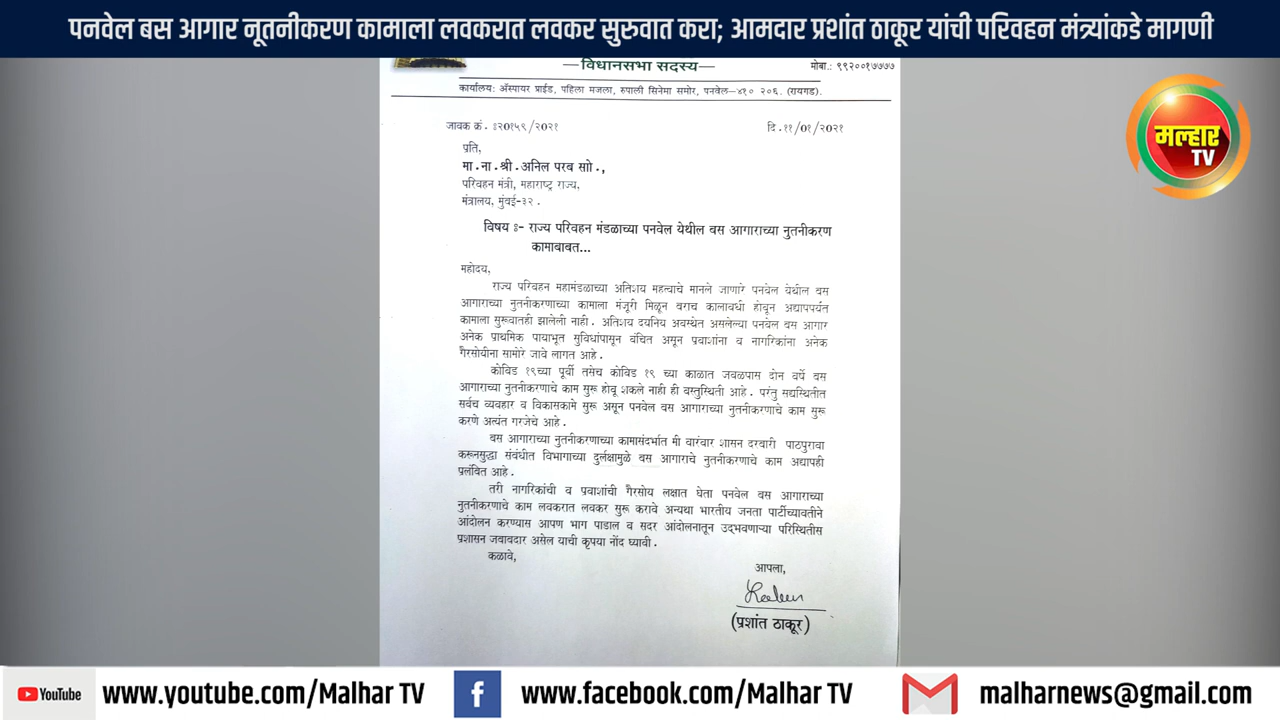 पनवेल बस आगार नूतनीकरण कामाला लवकरात लवकर सुरुवात करा; आमदार प्रशांत ठाकूर यांची परिवहन मंत्र्यांकडे मागणी
—विधानसभा सदस्य—
मोबा.: ९९२००१७७७७
कार्यालय: ॲस्पायर प्राईड, पहिला मजला, रुपाली सिनेमा समोर, पनवेल–४१० २०६. (रायगड).
जावक क्रं. ः२0१५९/२0२१
दि.११/0१/२0२१
प्रति,
मा.ना.श्री.अनिल परब सो.,
परिवहन मंत्री, महाराष्ट्र राज्य,
मंत्रालय, मुंबई-३२.
विषय ः- राज्य परिवहन मंडळाच्या पनवेल येथील बस आगाराच्या नुतनीकरण
कामाबाबत...
महोदय,
राज्य परिवहन महामंडळाच्या अतिशय महत्वाचे मानले जाणारे पनवेल येथील बस
आगाराच्या नुतनीकरणाच्या कामाला मंजूरी मिळून बराच कालावधी होवून अद्यापपर्यंत
कामाला सुरूवातही झालेली नाही. अतिशय दयनिय अवस्थेत असलेल्या पनवेल बस आगार
अनेक प्राथमिक पायाभूत सुविधांपासून वंचित असून प्रवाशांना व नागरिकांना अनेक
गैरसोयीना सामोरे जावे लागत आहे.
कोविड १९च्या पूर्वी तसेच कोविड १९ च्या काळात जवळपास दोन वर्षे बस
आगाराच्या नुतनीकरणाचे काम सुरू होवू शकले नाही ही वस्तुस्थिती आहे. परंतु सद्यस्थितीत
सर्वच व्यवहार व विकासकामे सुरू असून पनवेल बस आगाराच्या नुतनीकरणाचे काम सुरू
करणे अत्यंत गरजेचे आहे.
बस आगाराच्या नुतनीकरणाच्या कामासंदर्भात मी वारंवार शासन दरबारी पाठपुरावा
करूनसुद्धा संबंधीत विभागाच्या दुर्लक्षामुळे बस आगाराचे नुतनीकरणाचे काम अद्यापही
प्रलंबित आहे.
तरी नागरिकांची व प्रवाशांची गैरसोय लक्षात घेता पनवेल बस आगाराच्या
नुतनीकरणाचे काम लवकरात लवकर सुरू करावे अन्यथा भारतीय जनता पार्टीच्यावतीने
आंदोलन करण्यास आपण भाग पाडाल व सदर आंदोलनातून उद्भवणाऱ्या परिस्थितीस
प्रशासन जबाबदार असेल याची कृपया नोंद घ्यावी.
कळावे,
आपला,
(प्रशांत ठाकूर)
मल्हार
TV
YouTube
www.youtube.com/Malhar TV
f
www.facebook.com/Malhar TV
malharnews@gmail.com